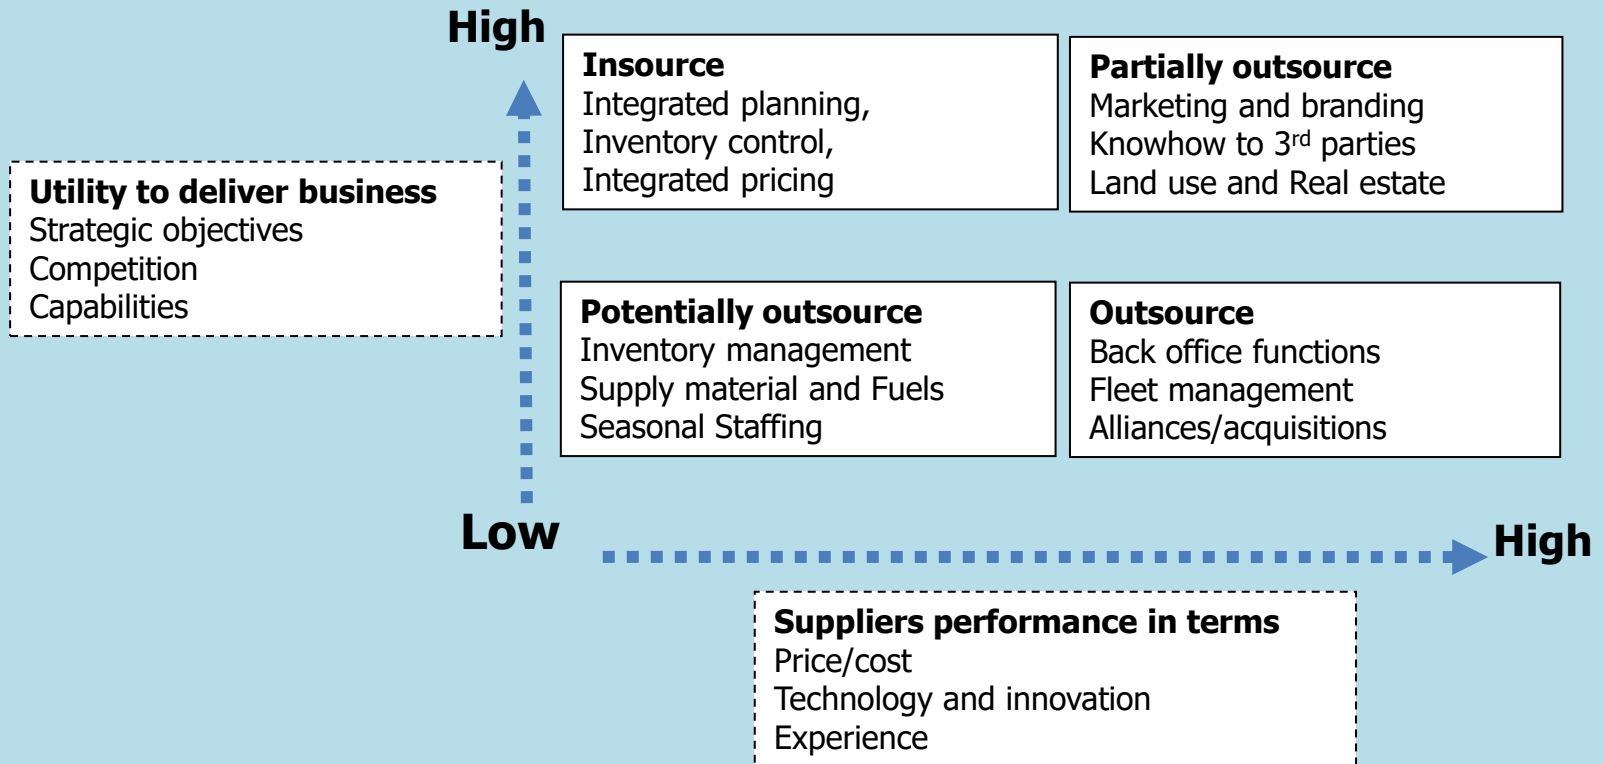 High
Insource
Integrated planning,
Inventory control,
Integrated pricing
Partially outsource
Marketing and branding
Knowhow to 3rd parties
Land use and Real estate
Utility to deliver business
Strategic objectives
Competition
Capabilities
Potentially outsource
Inventory management
Supply material and Fuels
Seasonal Staffing
Outsource
Back office functions
Fleet management
Alliances/acquisitions
Low
High
Suppliers performance in terms
Price/cost
Technology and innovation
Experience